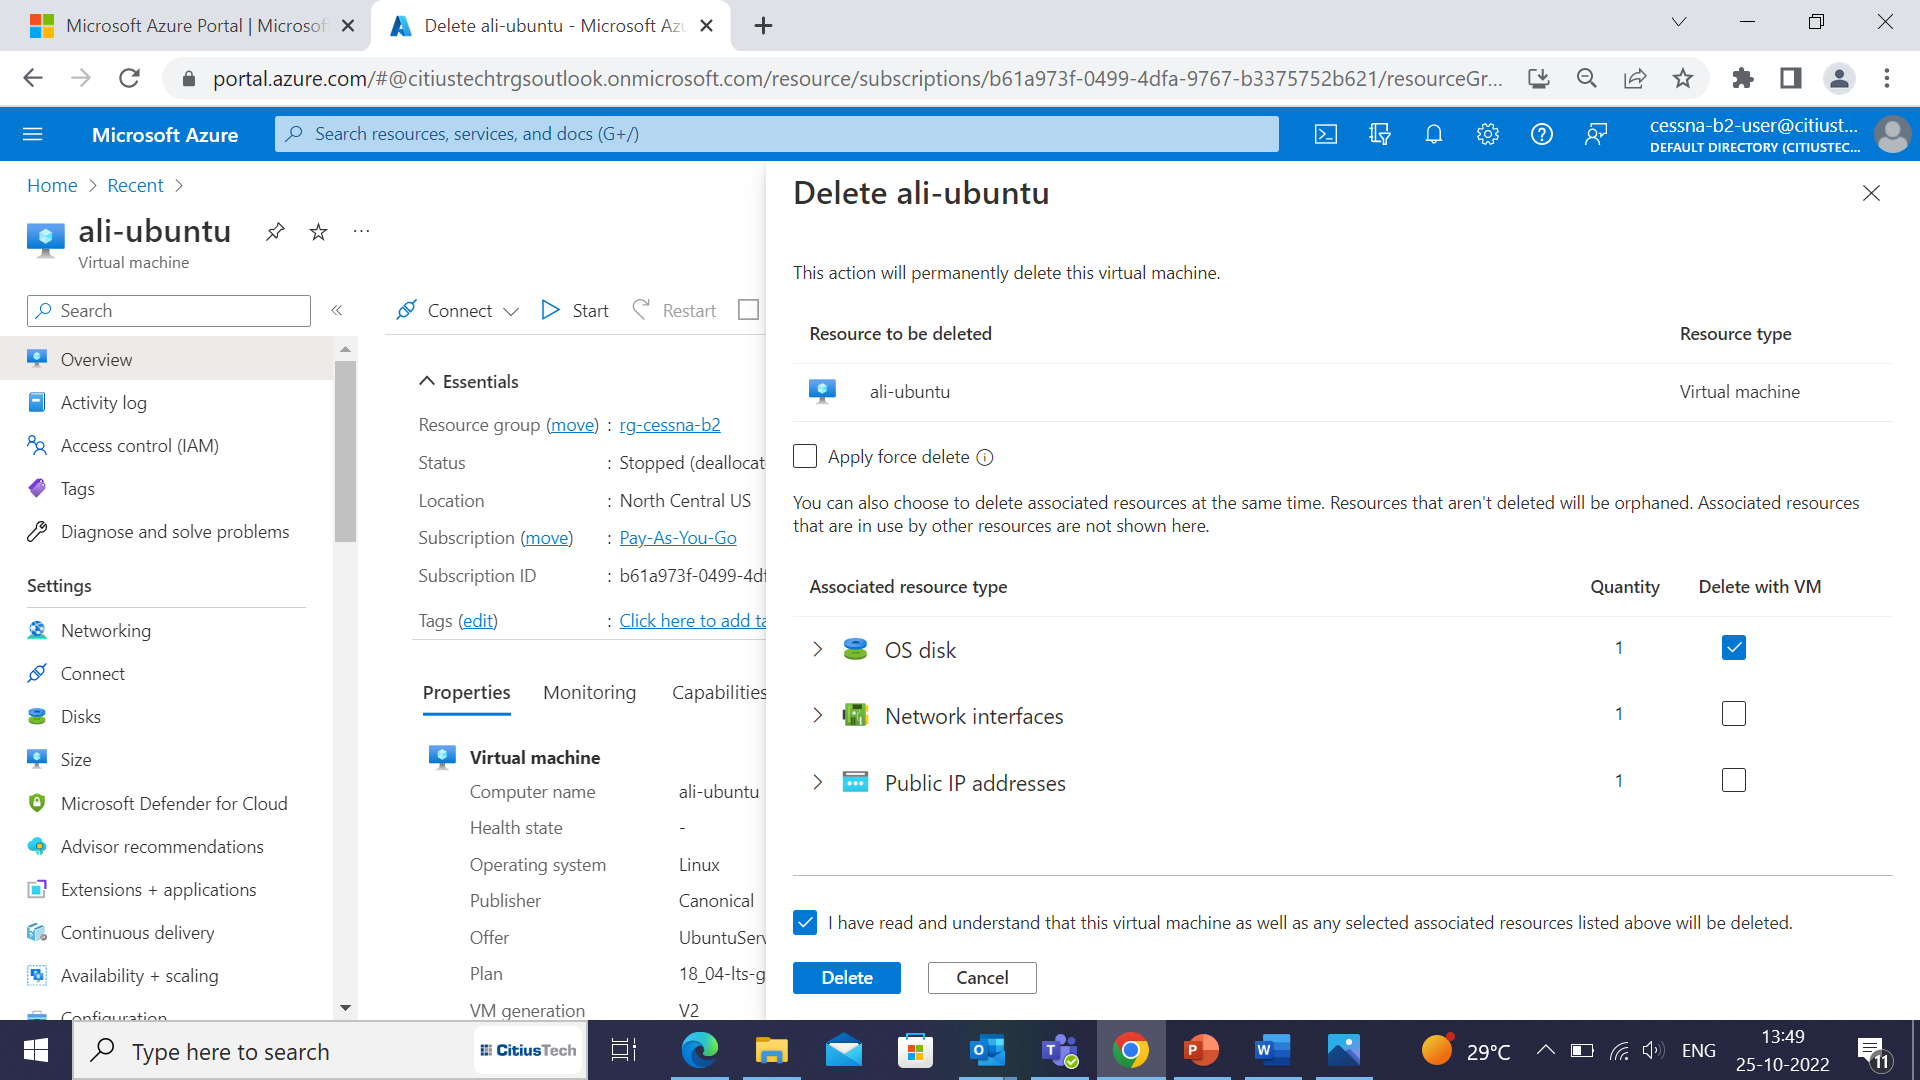 Microsoft Azure Portal | Microsof
Delete ali-ubuntu - Microsoft Azu
portal.azure.com/#@citiustechtrgsoutlook.onmicrosoft.com/resource/subscriptions/b61a973f-0499-4dfa-9767-b3375752b621/resourceGr...
Microsoft Azure
Search resources, services, and docs (G+/)
cessna-b2-user@citiust...
DEFAULT DIRECTORY (CITIUSTEC...
Home
Recent
ali-ubuntu
Virtual machine
Search
Overview
Activity log
Access control (IAM)
Tags
Diagnose and solve problems
Settings
Networking
Connect
Disks
Size
Microsoft Defender for Cloud
Advisor recommendations
Extensions + applications
Continuous delivery
Availability + scaling
Configuration
Connect
Start
Restart
Essentials
Resource group (move) : rg-cessna-b2
Status : Stopped (deallocat
Location : North Central US
Subscription (move) : Pay-As-You-Go
Subscription ID : b61a973f-0499-4df
Tags (edit) : Click here to add ta
Properties Monitoring Capabilities
Virtual machine
Computer name ali-ubuntu
Health state -
Operating system Linux
Publisher Canonical
Offer UbuntuServ
Plan 18_04-lts-g
VM generation V2
Delete ali-ubuntu
This action will permanently delete this virtual machine.
Resource to be deleted Resource type
ali-ubuntu Virtual machine
Apply force delete
You can also choose to delete associated resources at the same time. Resources that aren't deleted will be orphaned. Associated resources
that are in use by other resources are not shown here.
Associated resource type Quantity Delete with VM
OS disk 1
Network interfaces 1
Public IP addresses 1
I have read and understand that this virtual machine as well as any selected associated resources listed above will be deleted.
Delete Cancel
Type here to search
CitiusTech
29°C
ENG
13:49
25-10-2022
11